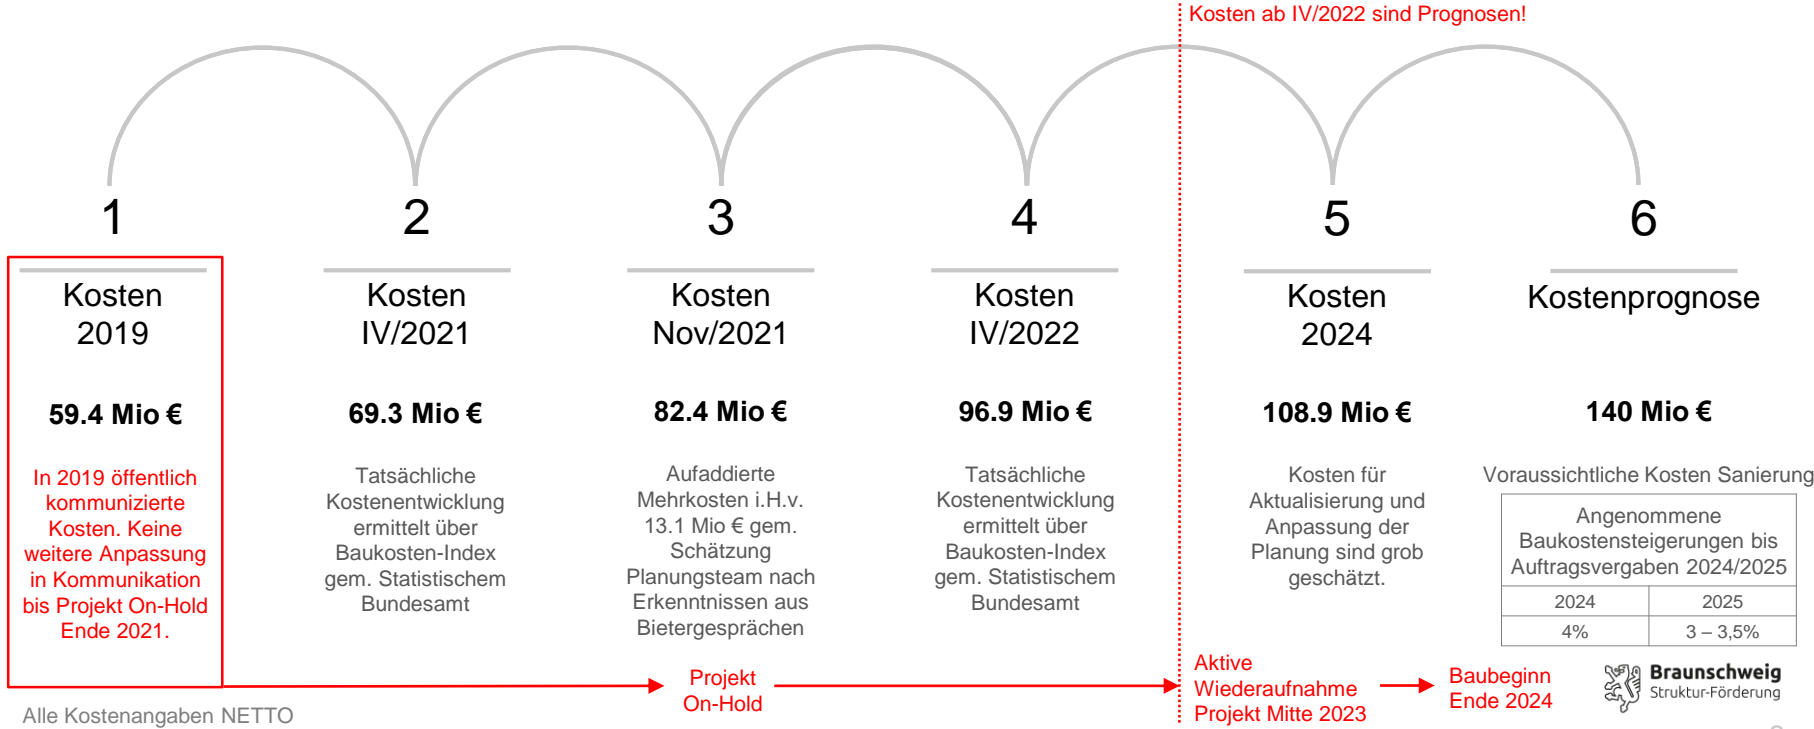 Kosten ab IV/2022 sind Prognosen!
1
Kosten
2019
59.4 Mio €
In 2019 öffentlich
kommunizierte
Kosten. Keine
weitere Anpassung
in Kommunikation
bis Projekt On-Hold
Ende 2021.
2
Kosten
IV/2021
69.3 Mio €
Tatsächliche
Kostenentwicklung
ermittelt über
Baukosten-Index
gem. Statistischem
Bundesamt
3
Kosten
Nov/2021
82.4 Mio €
Aufaddierte
Mehrkosten i.H.v.
13.1 Mio € gem.
Schätzung
Planungsteam nach
Erkenntnissen aus
Bietergesprächen
4
Kosten
IV/2022
96.9 Mio €
Tatsächliche
Kostenentwicklung
ermittelt über
Baukosten-Index
gem. Statistischem
Bundesamt
5
Kosten
2024
108.9 Mio €
Kosten für
Aktualisierung und
Anpassung der
Planung sind grob
geschätzt.
6
Kostenprognose
140 Mio €
Voraussichtliche Kosten Sanierung
Angenommene
Baukostensteigerungen bis
Auftragsvergaben 2024/2025
2024 2025
4% 3 – 3,5%
Projekt
On-Hold
Aktive
Wiederaufnahme
Projekt Mitte 2023
Baubeginn
Ende 2024
Braunschweig
Struktur-Förderung
Alle Kostenangaben NETTO